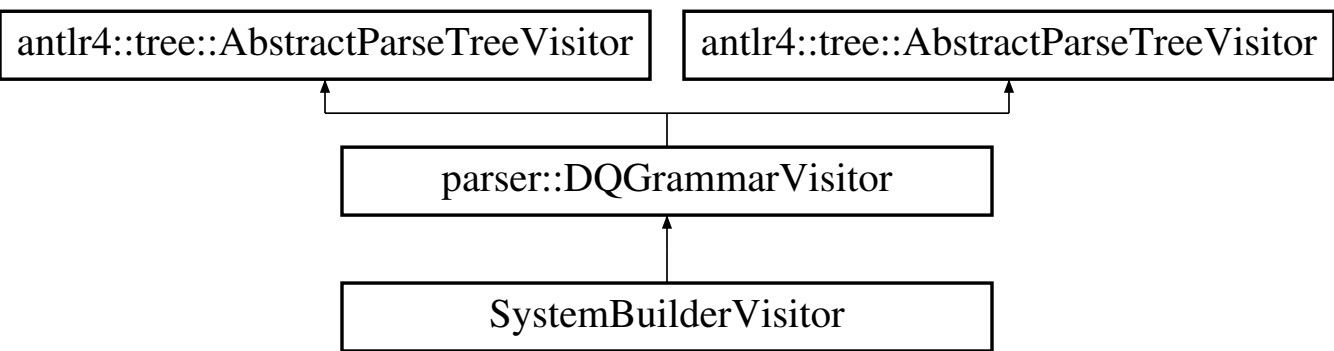 antlr4::tree::AbstractParseTreeVisitor
antlr4::tree::AbstractParseTreeVisitor
parser::DQGrammarVisitor
SystemBuilderVisitor